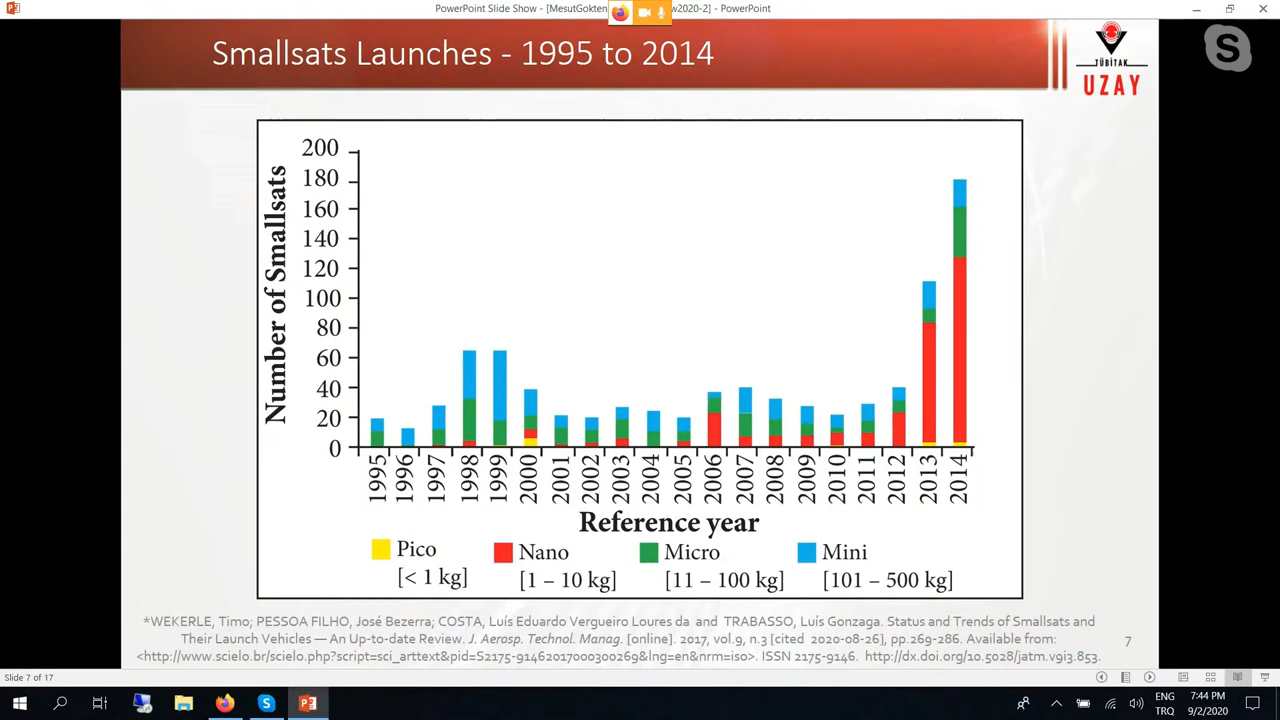 PowerPoint Slide Show - [MesutGokten
w2020-2] - PowerPoint
Smallsats Launches - 1995 to 2014
TÜBİTAK
UZAY
Number of Smallsats
200
180
160
140
120
100
80
60
40
20
0
1995 1996 1997 1998 1999 2000 2001 2002 2003 2004 2005 2006 2007 2008 2009 2010 2011 2012 2013 2014
Reference year
Pico Nano Micro Mini
[< 1 kg] [1 – 10 kg] [11 – 100 kg] [101 – 500 kg]
*WEKERLE, Timo; PESSOA FILHO, José Bezerra; COSTA, Luís Eduardo Vergueiro Loures da and TRABASSO, Luís Gonzaga. Status and Trends of Smallsats and
Their Launch Vehicles — An Up-to-date Review. J. Aerosp. Technol. Manag. [online]. 2017, vol.9, n.3 [cited 2020-08-26], pp.269-286. Available from:
<http://www.scielo.br/scielo.php?script=sci_arttext&pid=S2175-91462017000300269&lng=en&nrm=iso>. ISSN 2175-9146. http://dx.doi.org/10.5028/jatm.v9i3.853.
7
Slide 7 of 17
ENG
TRQ
7:44 PM
9/2/2020